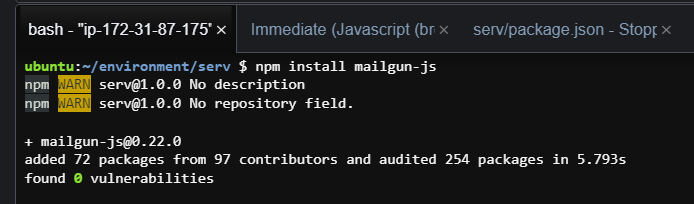 bash - "ip-172-31-87-175" × Immediate (Javascript (br × serv/package.json - Stopp ×
ubuntu:~/environment/serv $ npm install mailgun-js
npm WARN serv@1.0.0 No description
npm WARN serv@1.0.0 No repository field.
+ mailgun-js@0.22.0
added 72 packages from 97 contributors and audited 254 packages in 5.793s
found 0 vulnerabilities